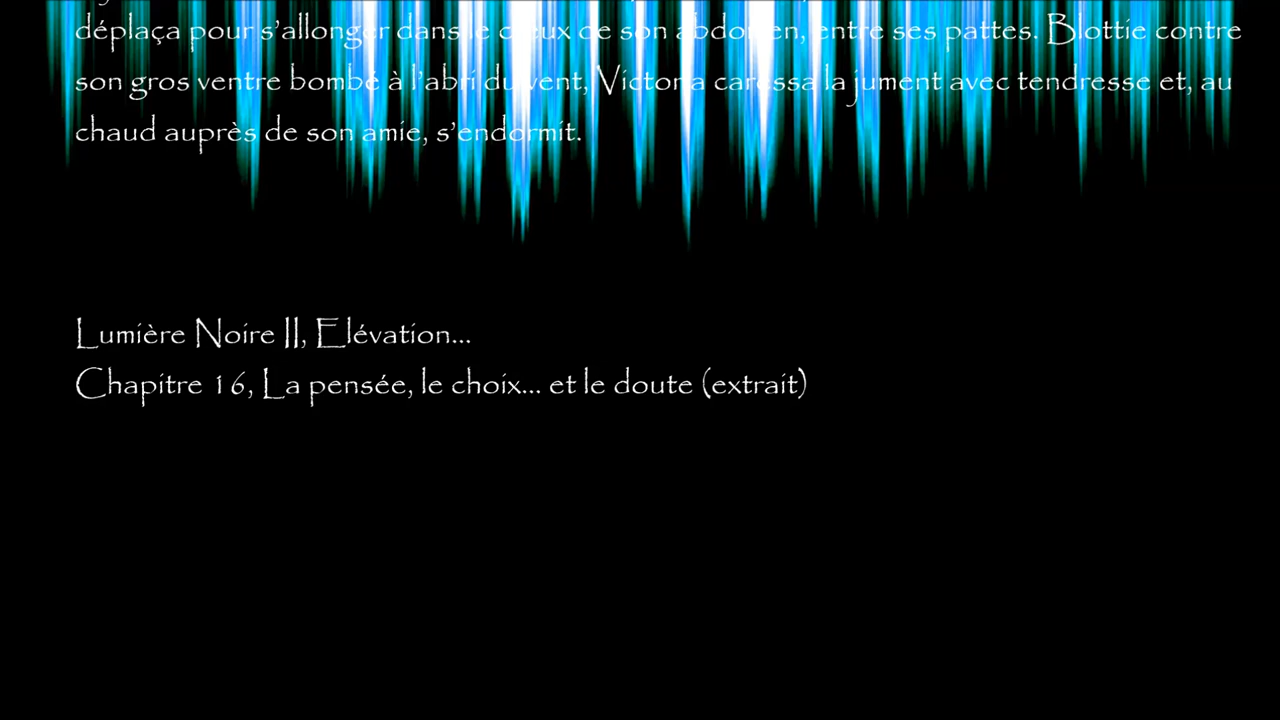 déplaça pour s'allonger dans le creux de son abdomen, entre ses pattes. Blottie contre
son gros ventre bombé à l'abri du vent, Victoria caressa la jument avec tendresse et, au
chaud auprès de son amie, s'endormit.
Lumière Noire II, Elévation...
Chapitre 16, La pensée, le choix... et le doute (extrait)